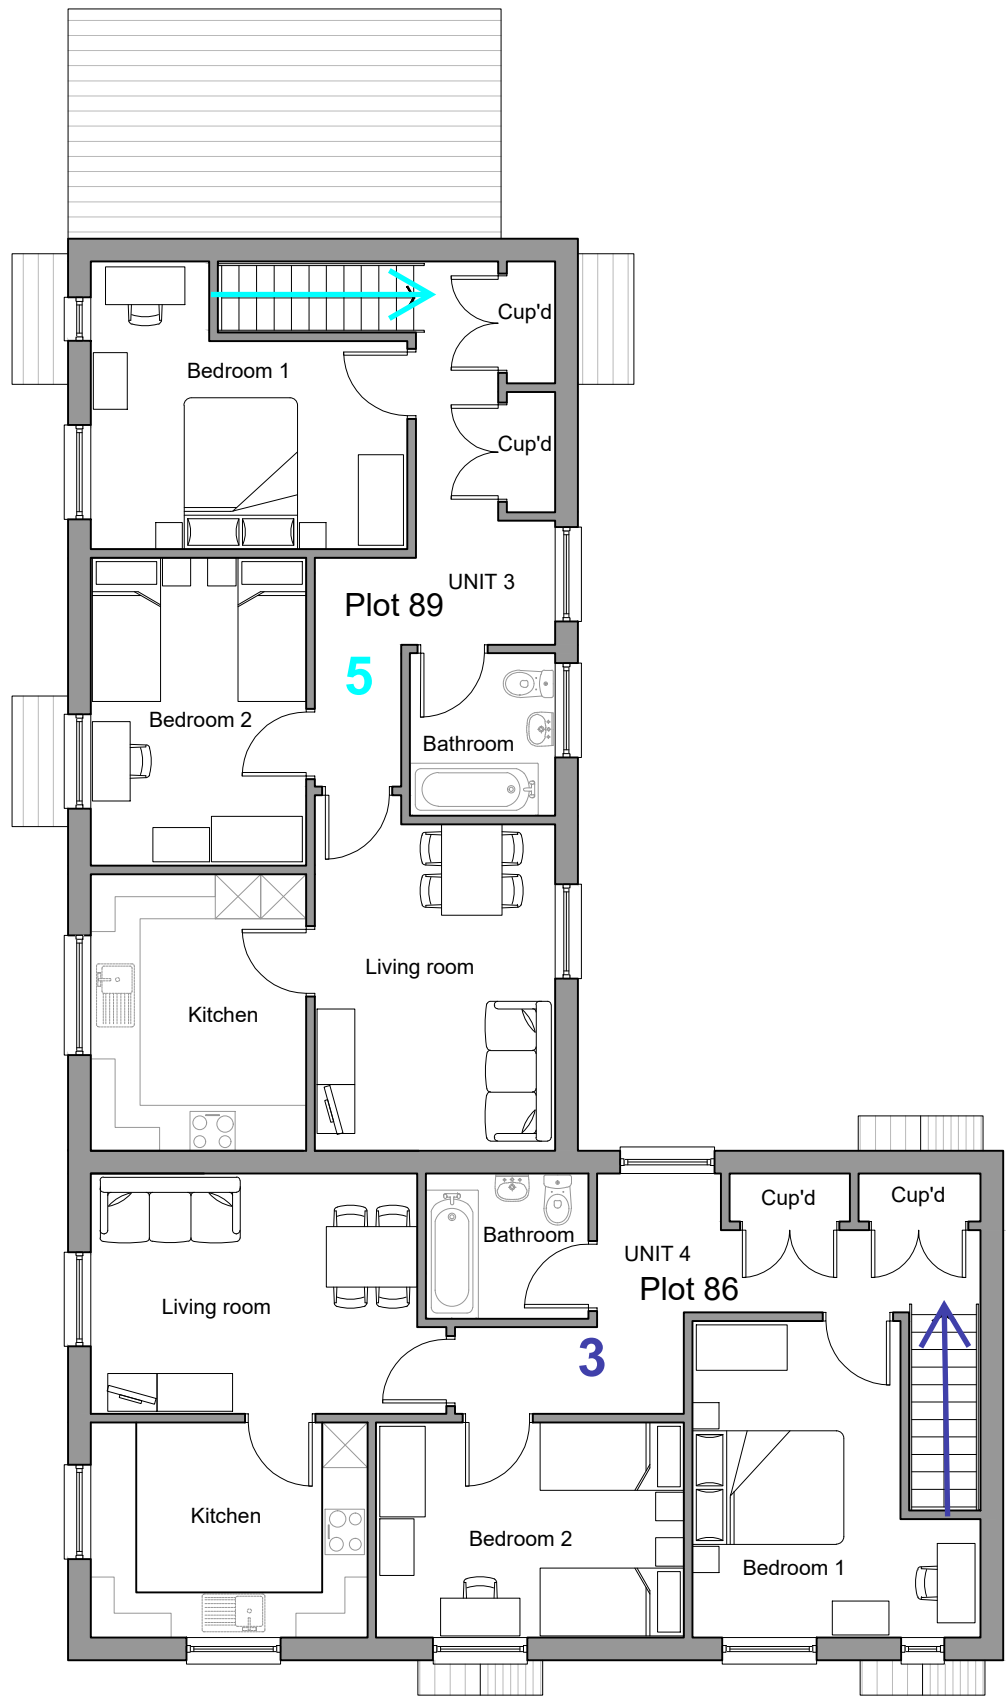 Cup'd
Bedroom 1
Cup'd
UNIT 3
Plot 89
5
Bedroom 2
Bathroom
Living room
Kitchen
Cup'd
Cup'd
Bathroom
UNIT 4
Plot 86
Living room
3
Kitchen
Bedroom 2
Bedroom 1